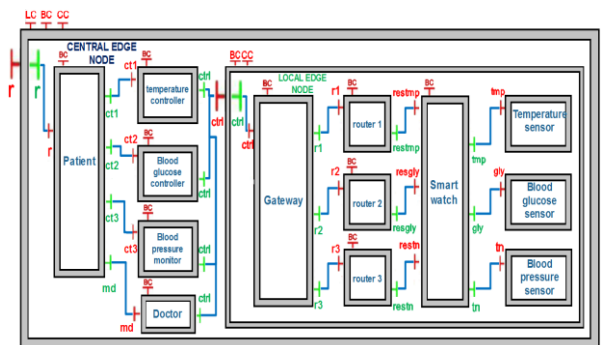 LC BC CC
CENTRAL EDGE
NODE
r
r
r
BC
Patient
ct1
ct2
ct3
md
ct1
ct2
ct3
md
BC
temperature
controller
ctrl
BC
Blood
glucose
controller
ctrl
BC
Blood
pressure
monitor
ctrl
BC
Doctor
ctrl
ctrl
BC CC
LOCAL EDGE
NODE
ctrl
ctrl
BC
Gateway
r1
r2
r3
r1
r2
r3
BC
router 1
restmp
BC
router 2
resgly
BC
router 3
restn
restmp
resgly
restn
BC
Smart
watch
tmp
gly
tn
tmp
gly
tn
Temperature
sensor
Blood
glucose
sensor
Blood
pressure
sensor